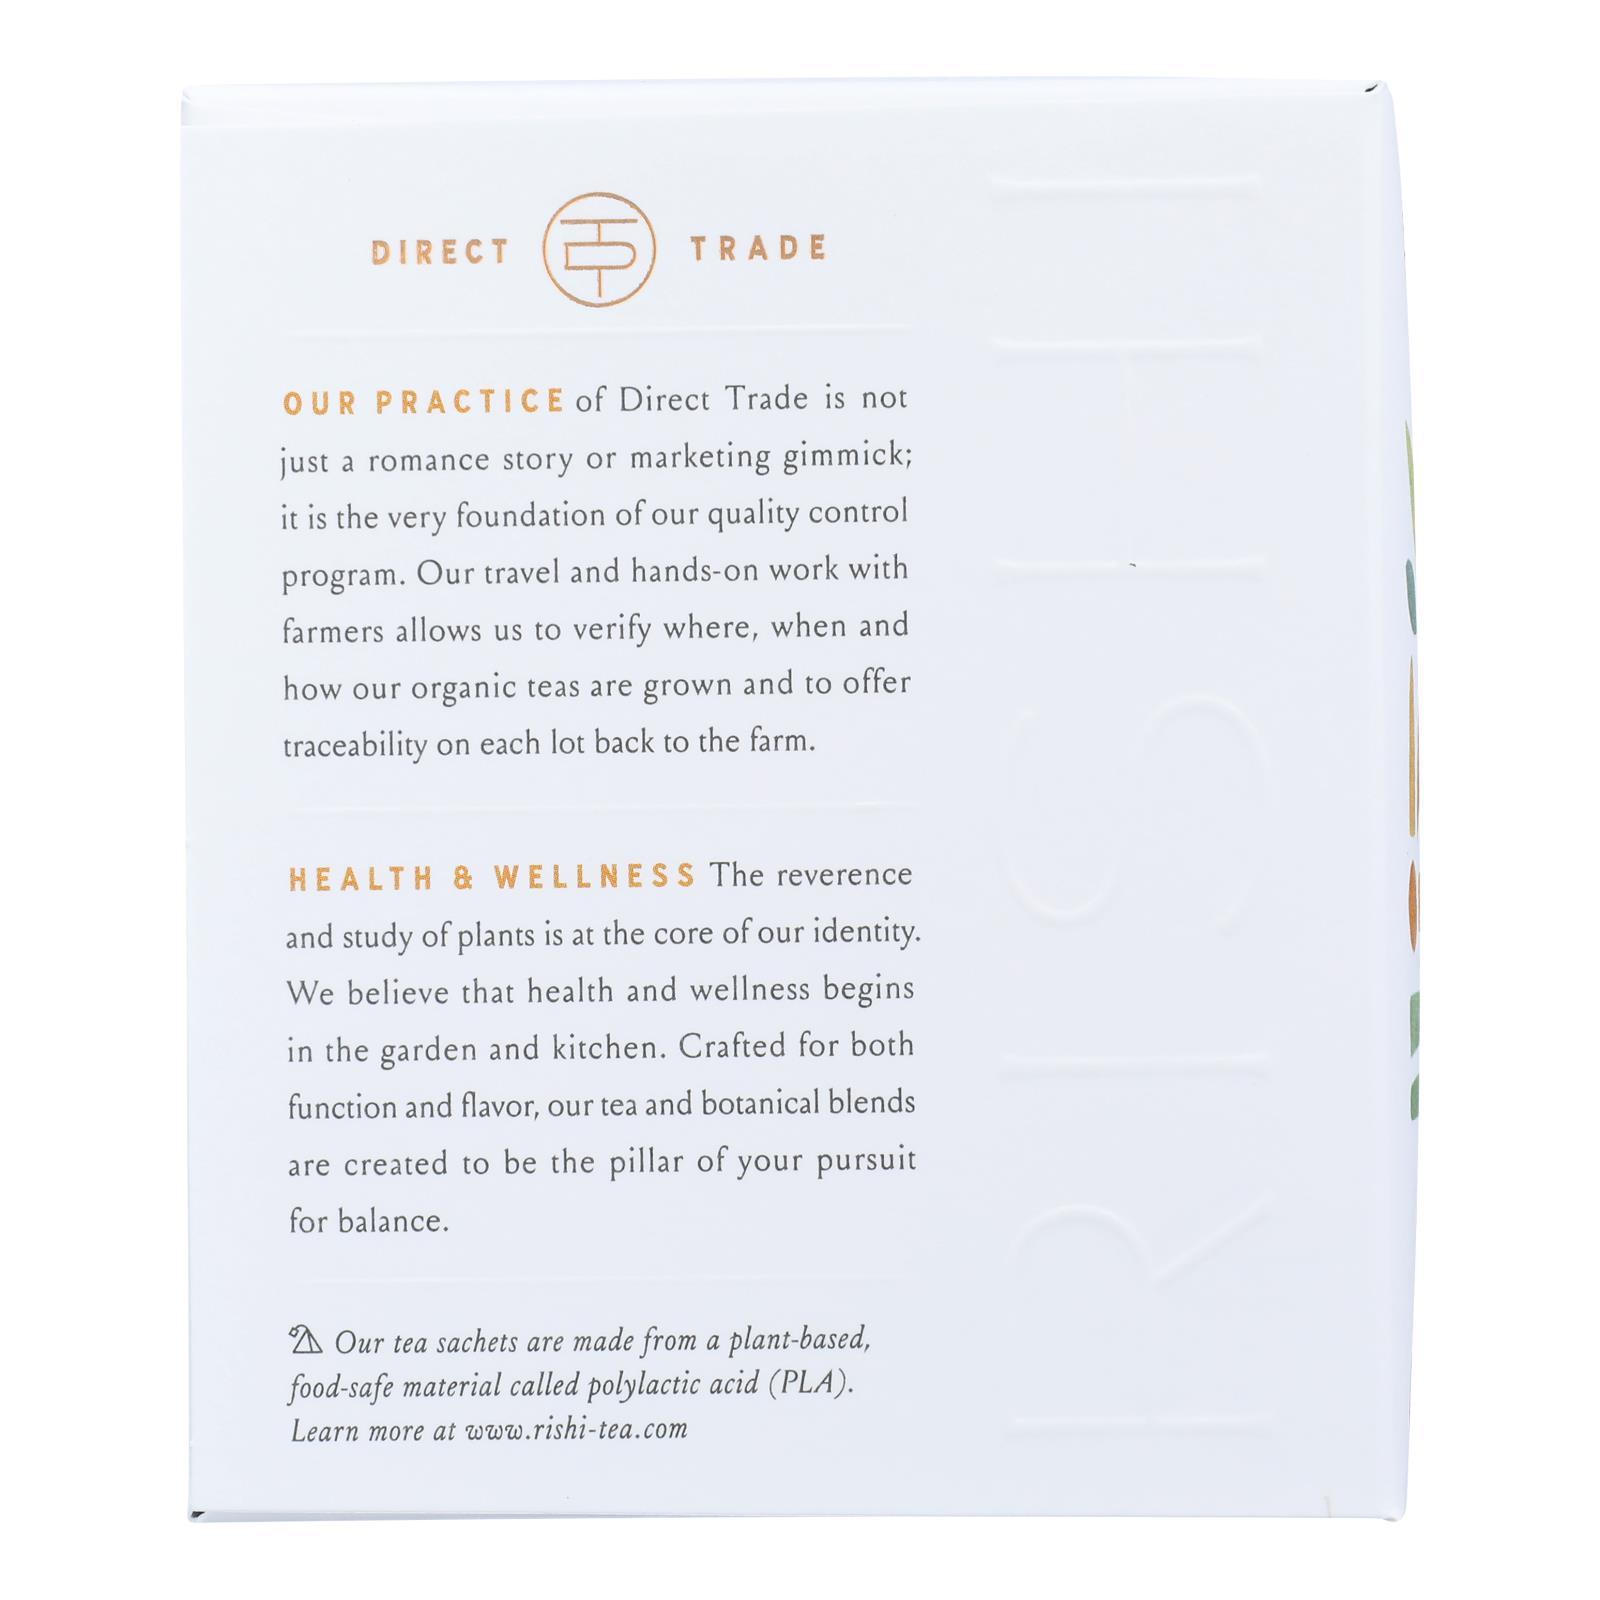 DIRECT TRADE
OUR PRACTICE of Direct Trade is not
just a romance story or marketing gimmick;
it is the very foundation of our quality control
program. Our travel and hands-on work with
farmers allows us to verify where, when and
how our organic teas are grown and to offer
traceability on each lot back to the farm.
HEALTH & WELLNESS The reverence
and study of plants is at the core of our identity.
We believe that health and wellness begins
in the garden and kitchen. Crafted for both
function and flavor, our tea and botanical blends
are created to be the pillar of your pursuit
for balance.
Our tea sachets are made from a plant-based,
food-safe material called polylactic acid (PLA).
Learn more at www.rishi-tea.com
RISHI